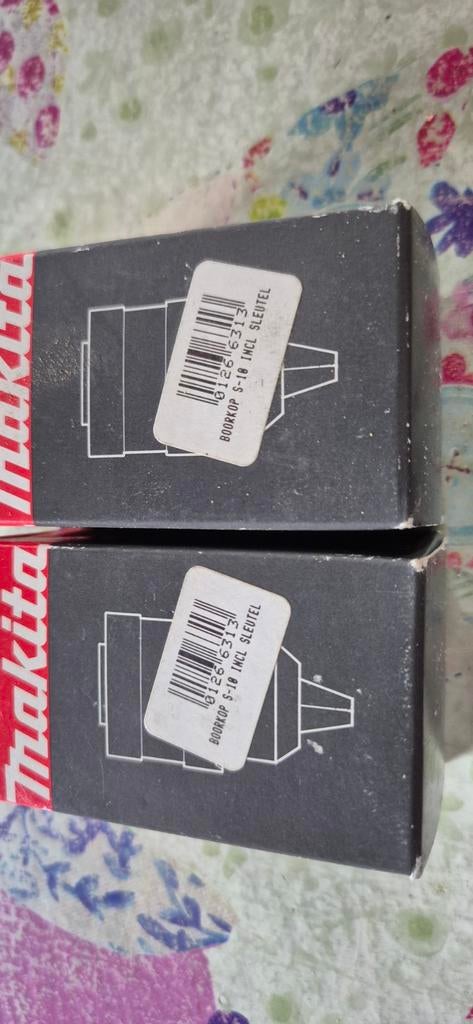 makita
0126 6313
BOORKOP S-10 INCL SLEUTEL
makita
0126 6313
BOORKOP S-10 INCL SLEUTEL